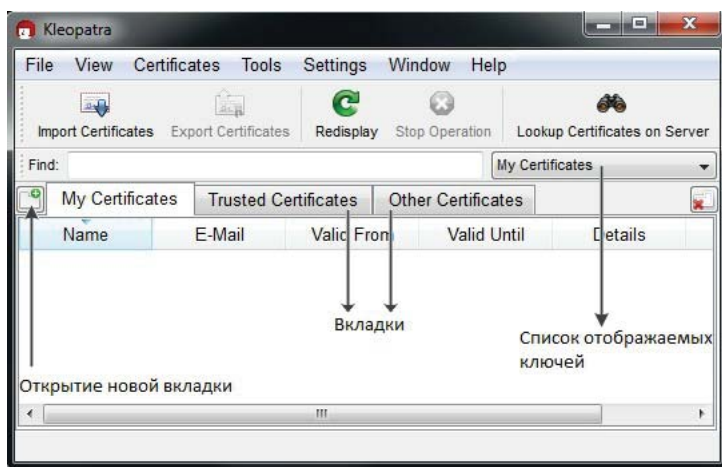 Kleopatra
File View Certificates Tools Settings Window Help
Import Certificates Export Certificates Redisplay Stop Operation Lookup Certificates on Server
Find: My Certificates
My Certificates Trusted Certificates Other Certificates
Name E-Mail Valid From Valid Until Details
Вкладки
Список отображаемых
ключей
Открытие новой вкладки